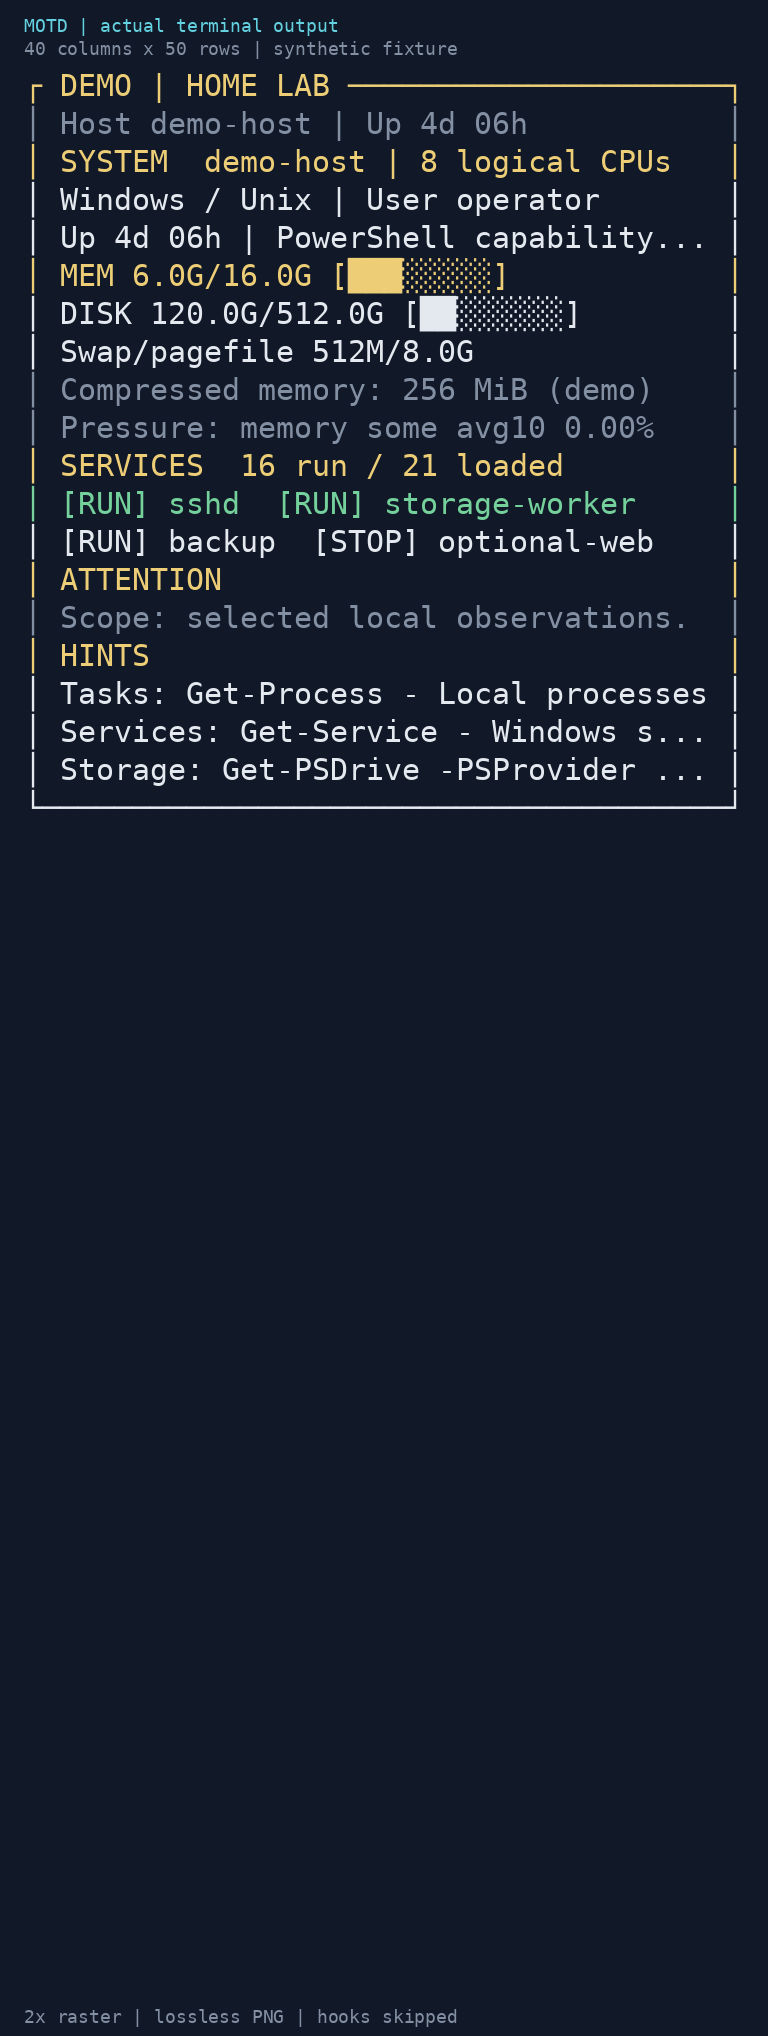 MOTD | actual terminal output
40 columns x 50 rows | synthetic fixture
DEMO | HOME LAB
Host demo-host | Up 4d 06h
SYSTEM  demo-host | 8 logical CPUs
Windows / Unix | User operator
Up 4d 06h | PowerShell capability...
MEM 6.0G/16.0G [███░░░░░]
DISK 120.0G/512.0G [██░░░░░░]
Swap/pagefile 512M/8.0G
Compressed memory: 256 MiB (demo)
Pressure: memory some avg10 0.00%
SERVICES  16 run / 21 loaded
[RUN] sshd  [RUN] storage-worker
[RUN] backup  [STOP] optional-web
ATTENTION
Scope: selected local observations.
HINTS
Tasks: Get-Process - Local processes
Services: Get-Service - Windows s...
Storage: Get-PSDrive -PSProvider ...
2x raster | lossless PNG | hooks skipped